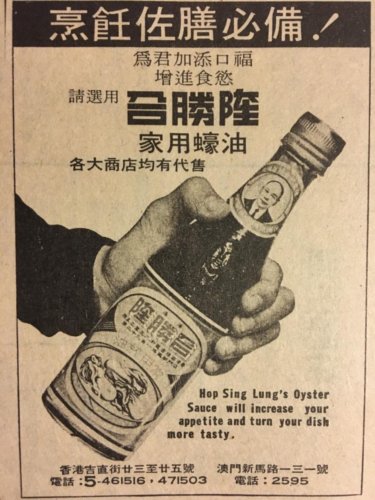 烹飪佐膳必備！
為君加添口福
增進食慾
請選用 合勝隆
家用蠔油
各大商店均有代售
隆勝合
Hop Sing Lung's Oyster
Sauce will increase your
appetite and turn your dish
more tasty.
香港吉直街廿三至廿五號 澳門新馬路一三一號
電話：5-461516，471503 電話：2595